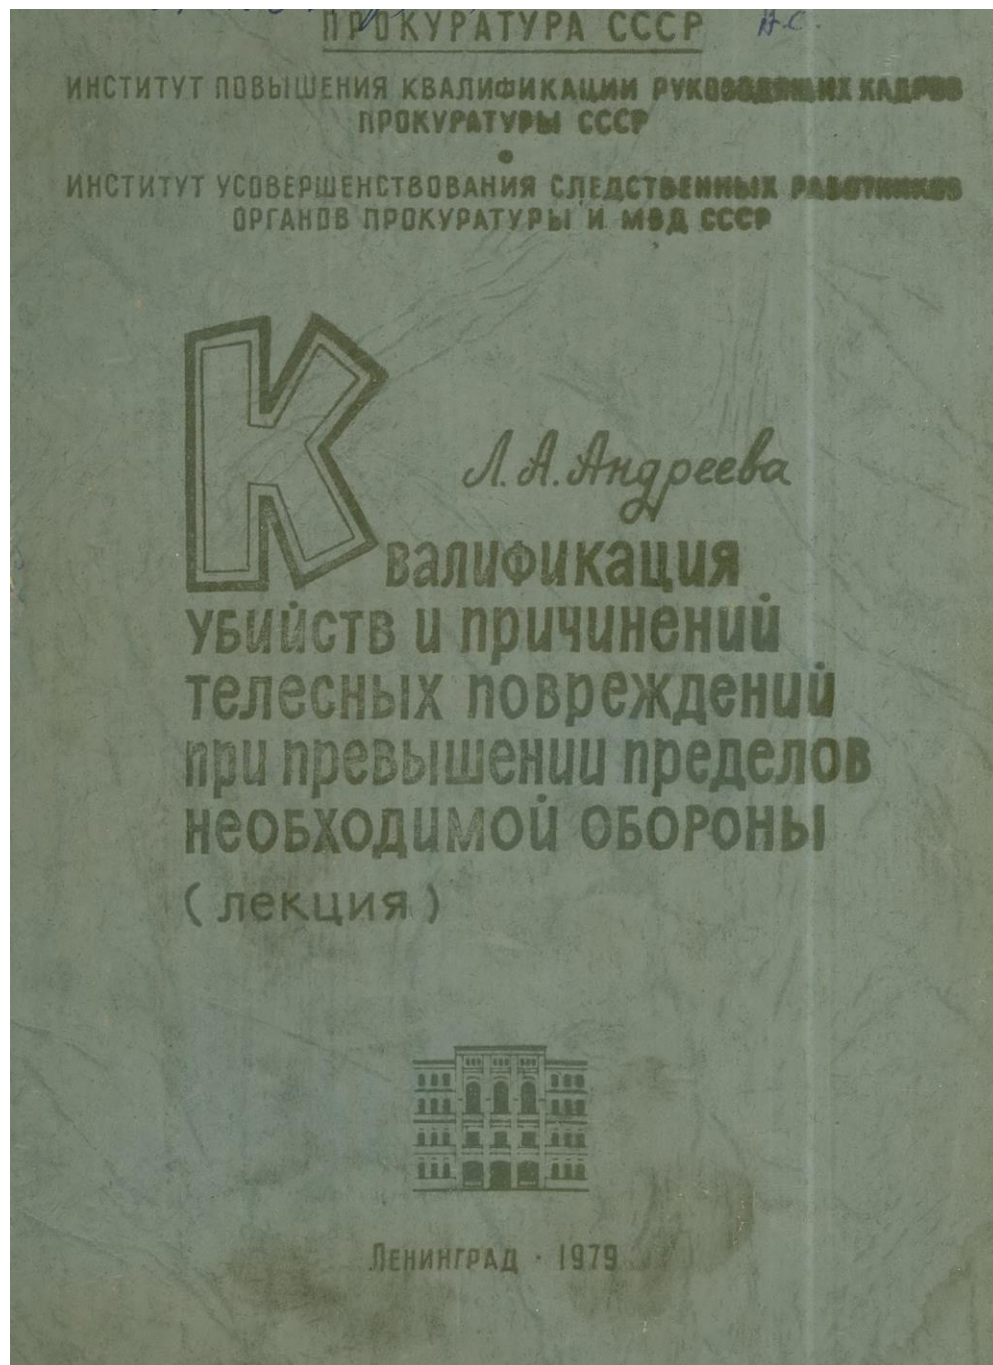 ПРОКУРАТУРА СССР
А.С.
ИНСТИТУТ ПОВЫШЕНИЯ КВАЛИФИКАЦИИ РУКОВОДЯЩИХ КАДРОВ
ПРОКУРАТУРЫ СССР
ИНСТИТУТ УСОВЕРШЕНСТВОВАНИЯ СЛЕДСТВЕННЫХ РАБОТНИКОВ
ОРГАНОВ ПРОКУРАТУРЫ И МВД СССР
Л. А. Андреева
Квалификация
убийств и причинений
телесных повреждений
при превышении пределов
необходимой обороны
(лекция)
Ленинград · 1979